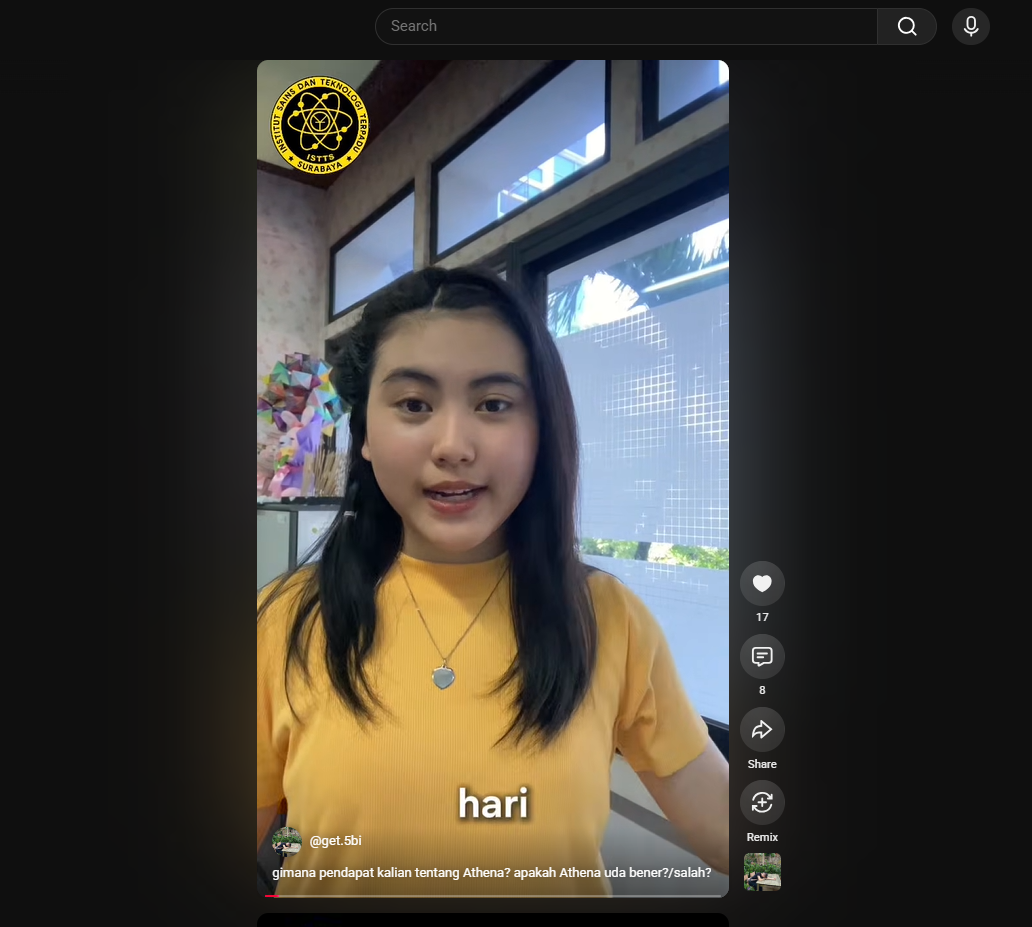 Search
INSTITUT SAINS DAN TEKNOLOGI TERPADU
ISTTS
★ SURABAYA ★
hari
@get.5bi
gimana pendapat kalian tentang Athena? apakah Athena uda bener?/salah?
17
8
Share
Remix